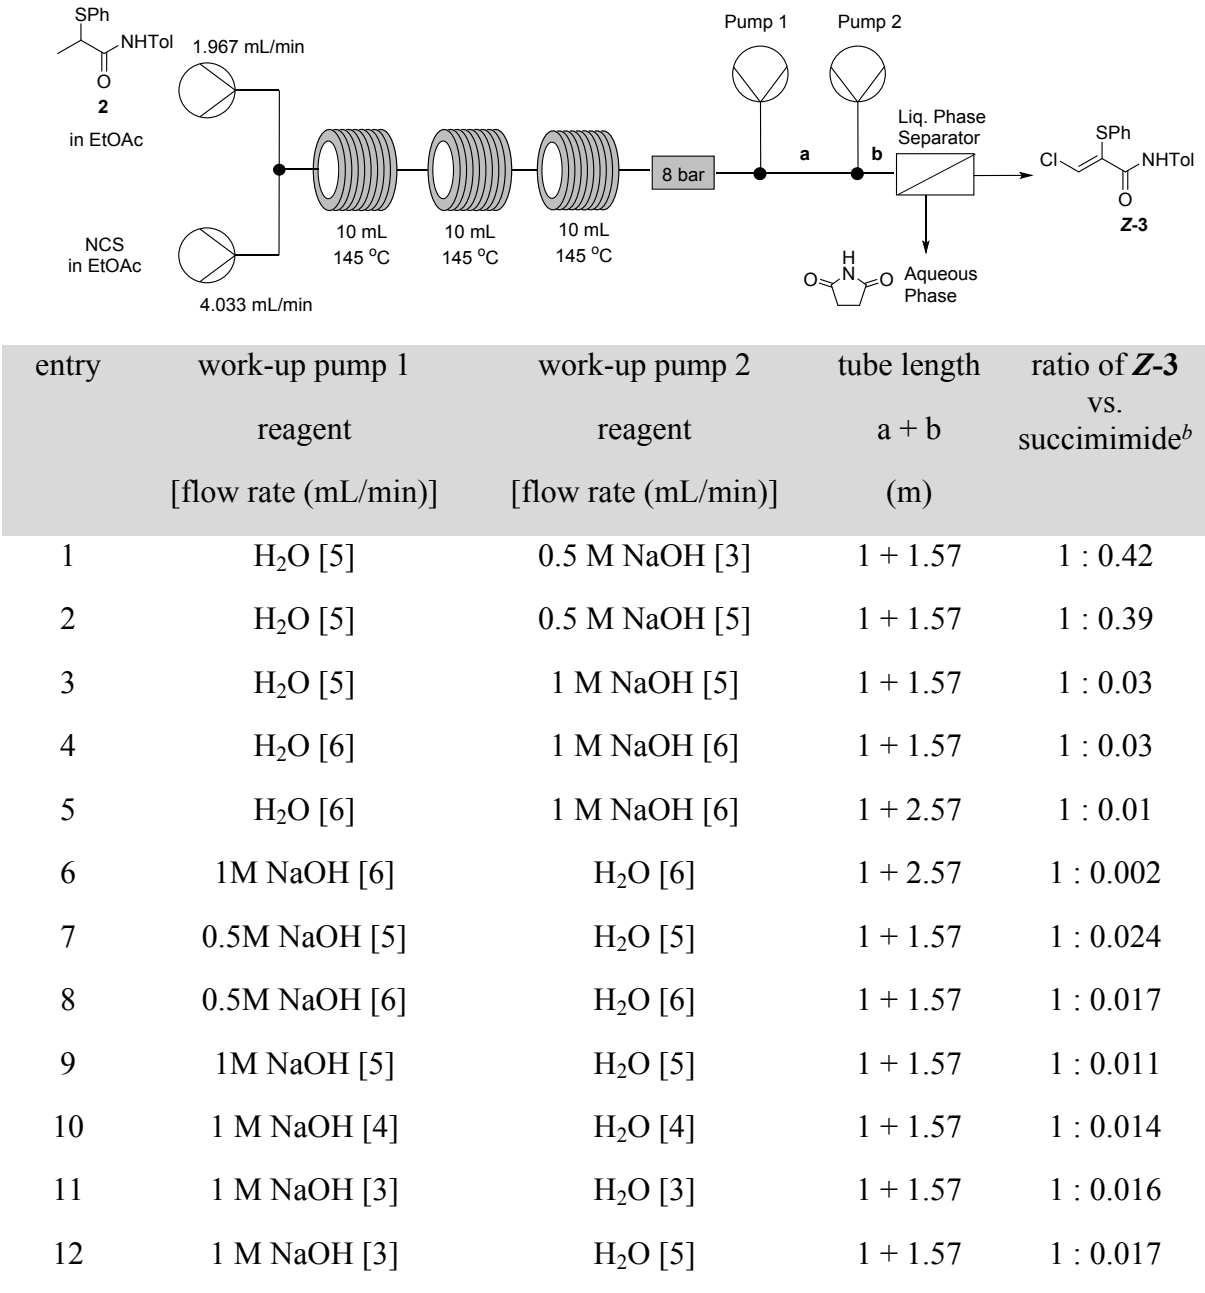 SPh
NHTol
O
2
in EtOAc
1.967 mL/min
NCS
in EtOAc
4.033 mL/min
10 mL
145 °C
10 mL
145 °C
10 mL
145 °C
8 bar
Pump 1
Pump 2
a
b
Liq. Phase
Separator
SPh
Cl
NHTol
O
Z-3
H
O N O
Aqueous
Phase
entry work-up pump 1 work-up pump 2 tube length ratio of Z-3
vs.
reagent reagent a + b succimimide^b
[flow rate (mL/min)] [flow rate (mL/min)] (m)
1 H₂O [5] 0.5 M NaOH [3] 1 + 1.57 1 : 0.42
2 H₂O [5] 0.5 M NaOH [5] 1 + 1.57 1 : 0.39
3 H₂O [5] 1 M NaOH [5] 1 + 1.57 1 : 0.03
4 H₂O [6] 1 M NaOH [6] 1 + 1.57 1 : 0.03
5 H₂O [6] 1 M NaOH [6] 1 + 2.57 1 : 0.01
6 1M NaOH [6] H₂O [6] 1 + 2.57 1 : 0.002
7 0.5M NaOH [5] H₂O [5] 1 + 1.57 1 : 0.024
8 0.5M NaOH [6] H₂O [6] 1 + 1.57 1 : 0.017
9 1M NaOH [5] H₂O [5] 1 + 1.57 1 : 0.011
10 1 M NaOH [4] H₂O [4] 1 + 1.57 1 : 0.014
11 1 M NaOH [3] H₂O [3] 1 + 1.57 1 : 0.016
12 1 M NaOH [3] H₂O [5] 1 + 1.57 1 : 0.017